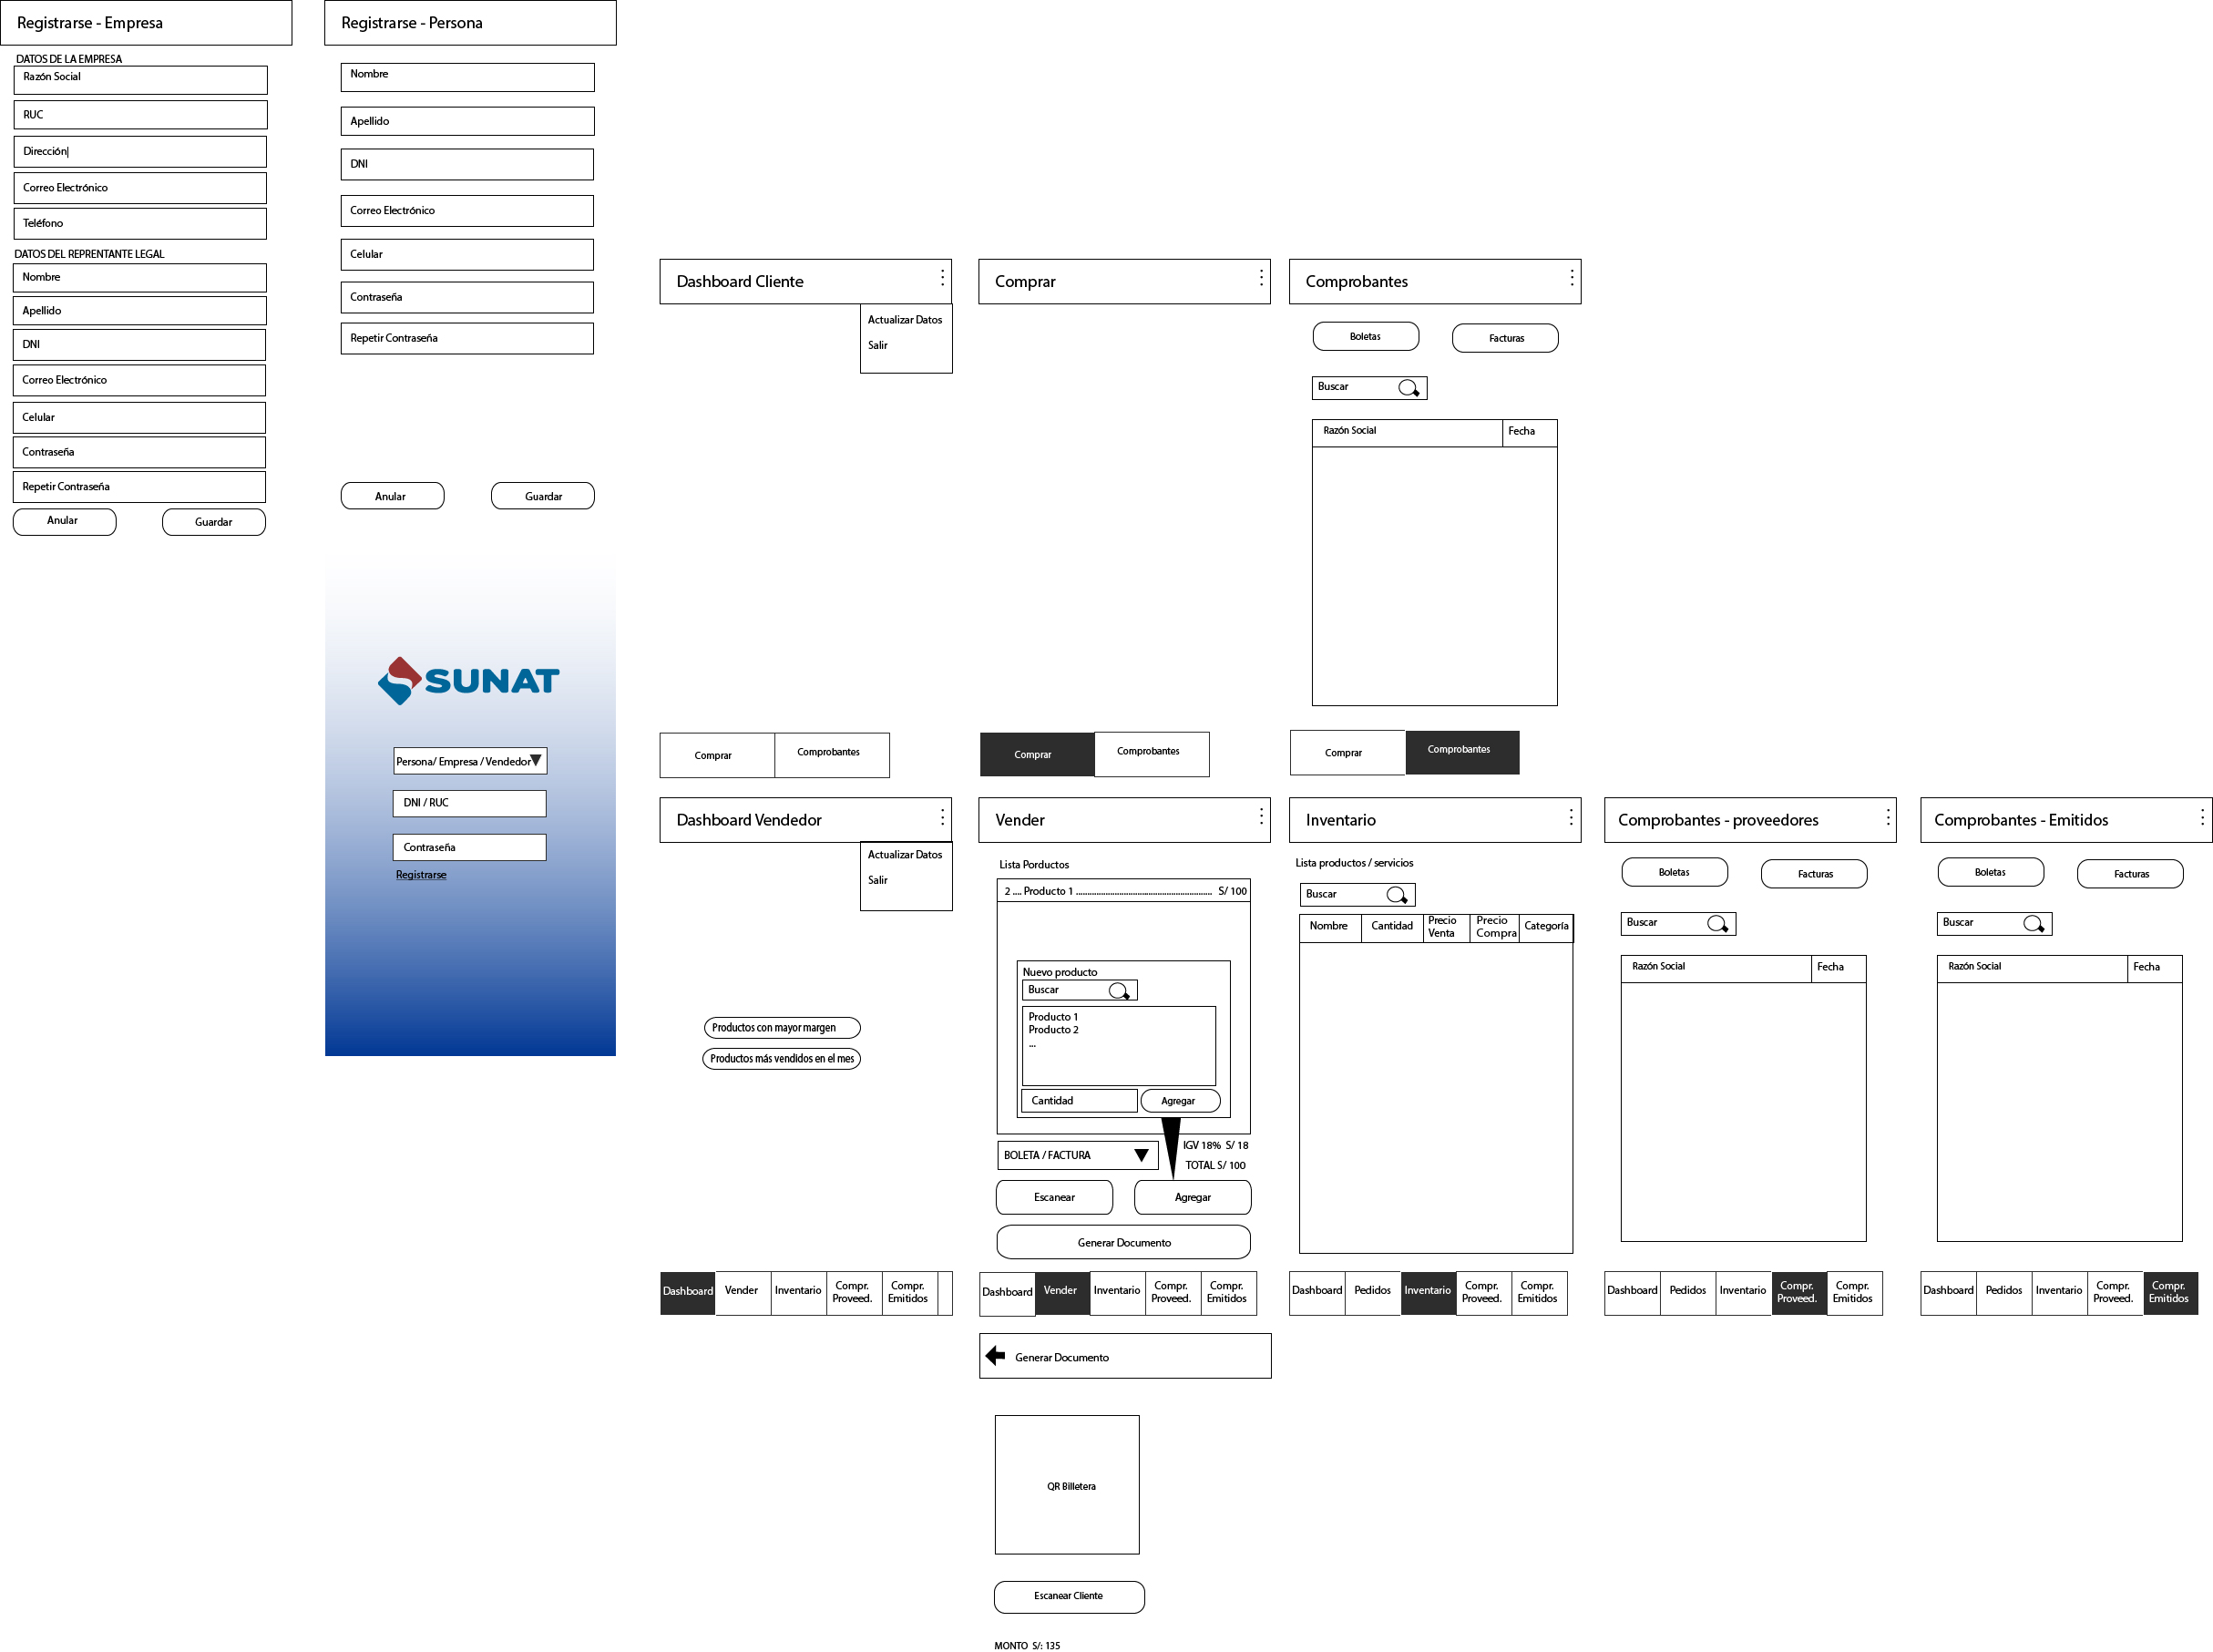 Registrarse - Empresa
DATOS DE LA EMPRESA
Razón Social
RUC
Dirección|
Correo Electrónico
Teléfono
DATOS DEL REPRENTANTE LEGAL
Nombre
Apellido
DNI
Correo Electrónico
Celular
Contraseña
Repetir Contraseña
Anular
Guardar
Registrarse - Persona
Nombre
Apellido
DNI
Correo Electrónico
Celular
Contraseña
Repetir Contraseña
Anular
Guardar
SUNAT
Persona/ Empresa / Vendedor
DNI / RUC
Contraseña
Registrarse
Dashboard Cliente
Actualizar Datos
Salir
Comprar
Comprobantes
Comprar
Comprar
Comprobantes
Comprobantes
Boletas
Facturas
Buscar
Razón Social
Fecha
Comprar
Comprobantes
Dashboard Vendedor
Actualizar Datos
Salir
Productos con mayor margen
Productos más vendidos en el mes
Dashboard
Vender
Inventario
Compr.
Proveed.
Compr.
Emitidos
Vender
Lista Porductos
2 .... Producto 1 ............................................................ S/ 100
Nuevo producto
Buscar
Producto 1
Producto 2
...
Cantidad
Agregar
BOLETA / FACTURA
IGV 18% S/ 18
TOTAL S/ 100
Escanear
Agregar
Generar Documento
Dashboard
Vender
Inventario
Compr.
Proveed.
Compr.
Emitidos
Inventario
Lista productos / servicios
Buscar
Nombre
Cantidad
Precio
Venta
Precio
Compra
Categoría
Dashboard
Pedidos
Inventario
Compr.
Proveed.
Compr.
Emitidos
Comprobantes - proveedores
Boletas
Facturas
Buscar
Razón Social
Fecha
Dashboard
Pedidos
Inventario
Compr.
Proveed.
Compr.
Emitidos
Comprobantes - Emitidos
Boletas
Facturas
Buscar
Razón Social
Fecha
Dashboard
Pedidos
Inventario
Compr.
Proveed.
Compr.
Emitidos
Generar Documento
QR Billetera
Escanear Cliente
MONTO S/: 135